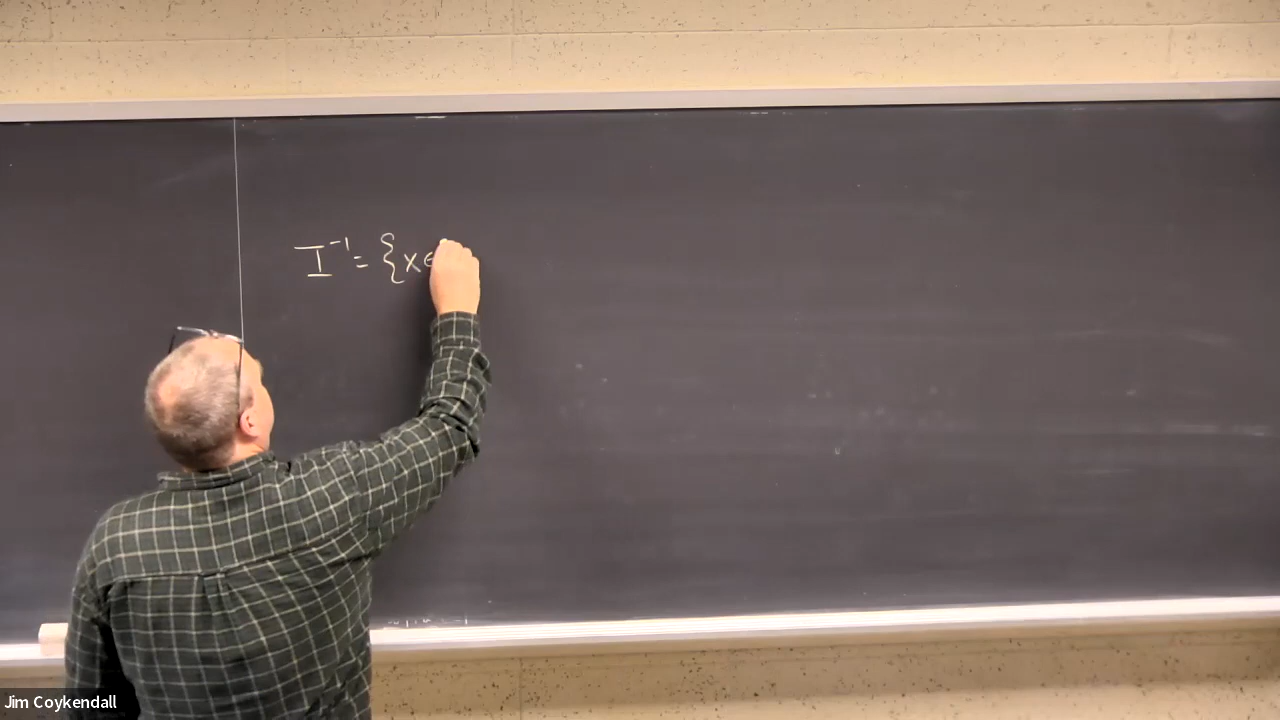 I⁻¹ = {x ∈
Jim Coykendall